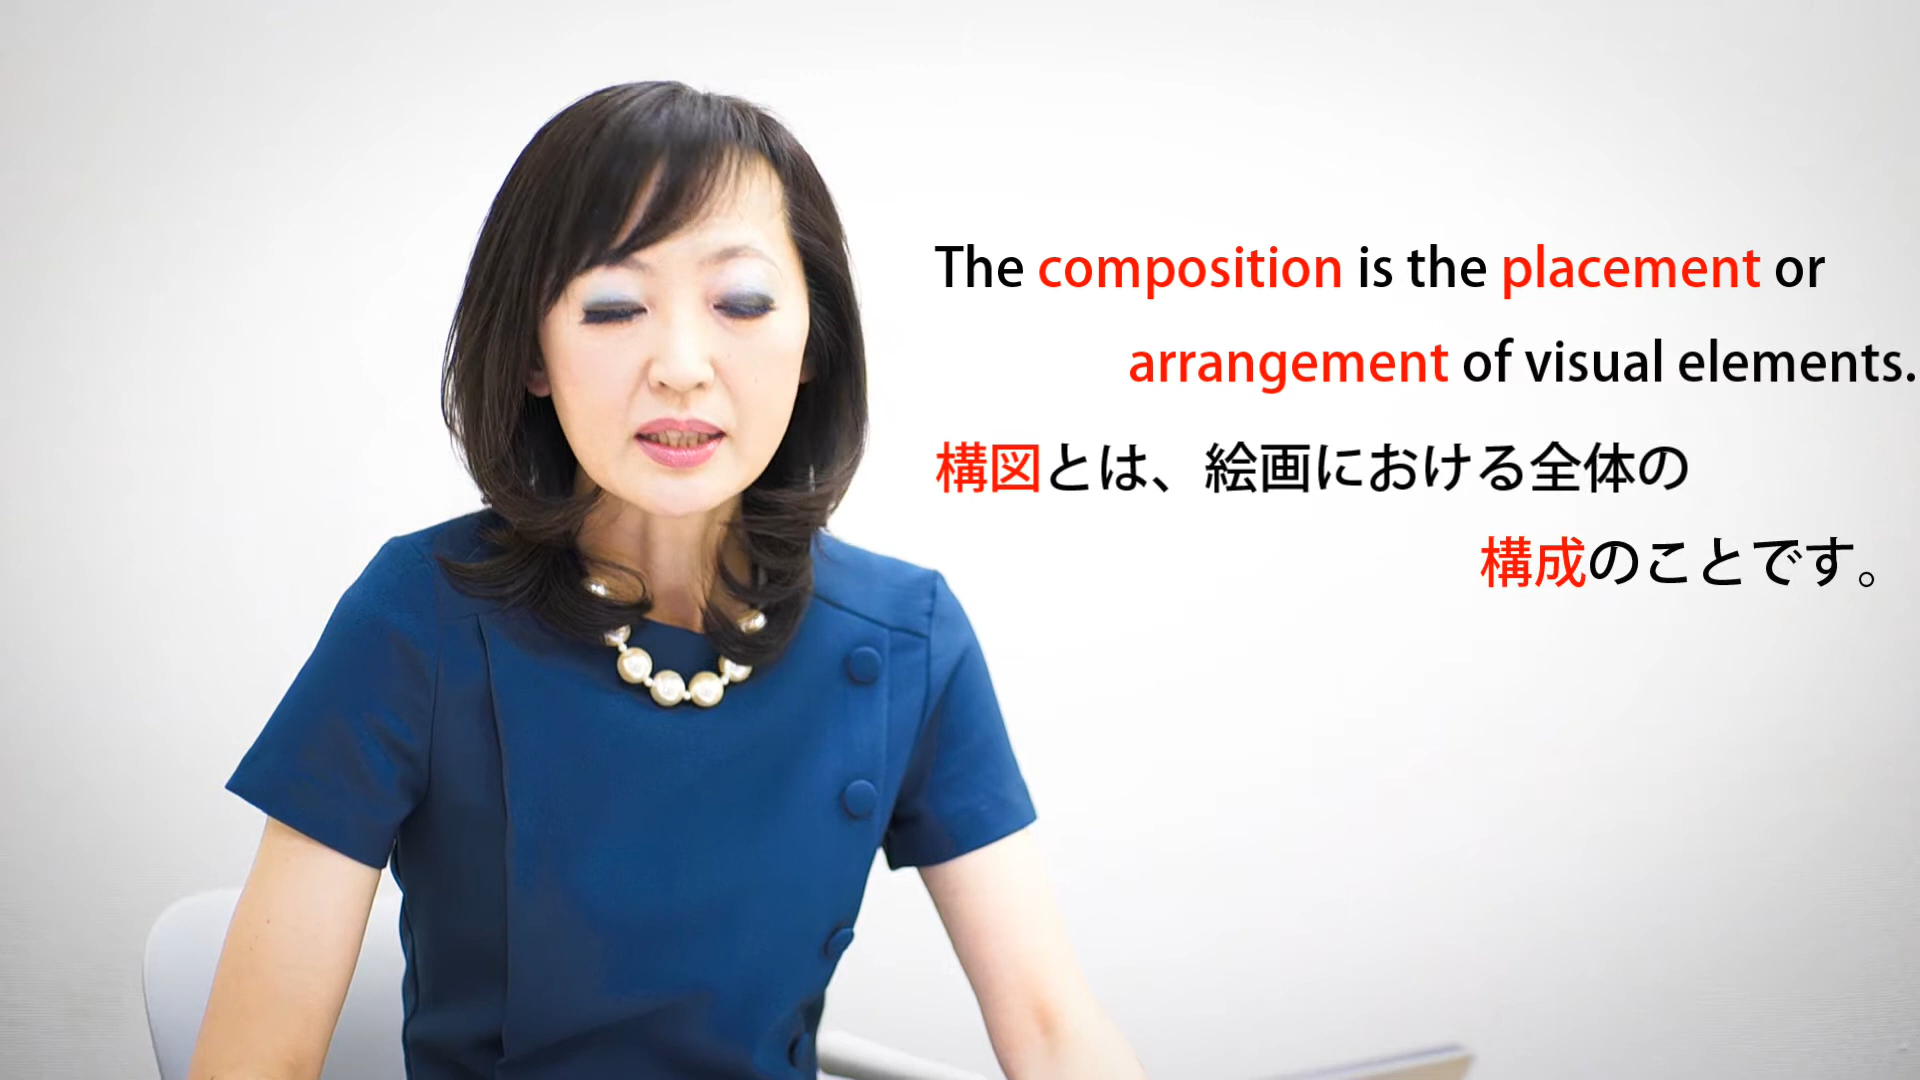 The composition is the placement or
arrangement of visual elements.
構図とは、絵画における全体の
構成のことです。